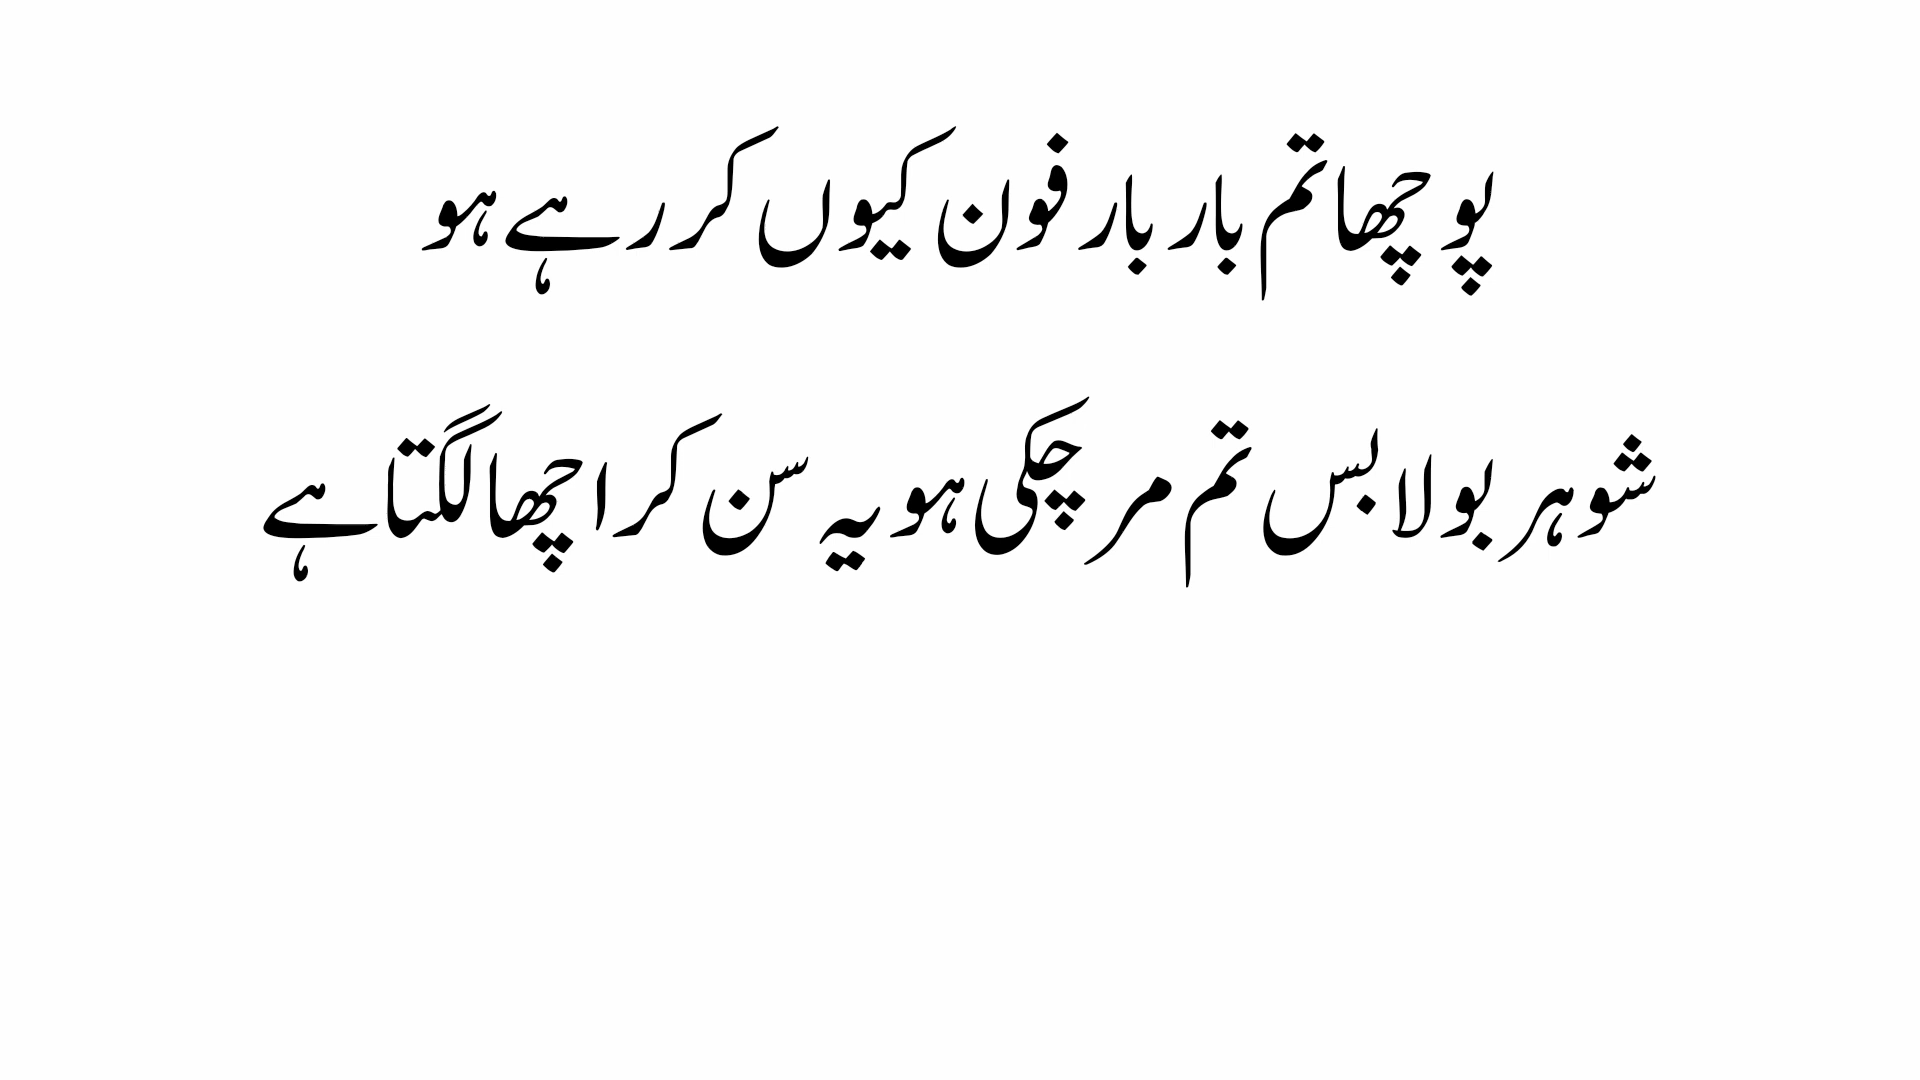 پوچھا تم بار بار فون کیوں کر رہے ہو
شوہر بولا بس تم مر چکی ہو یہ سن کر اچھا لگتا ہے